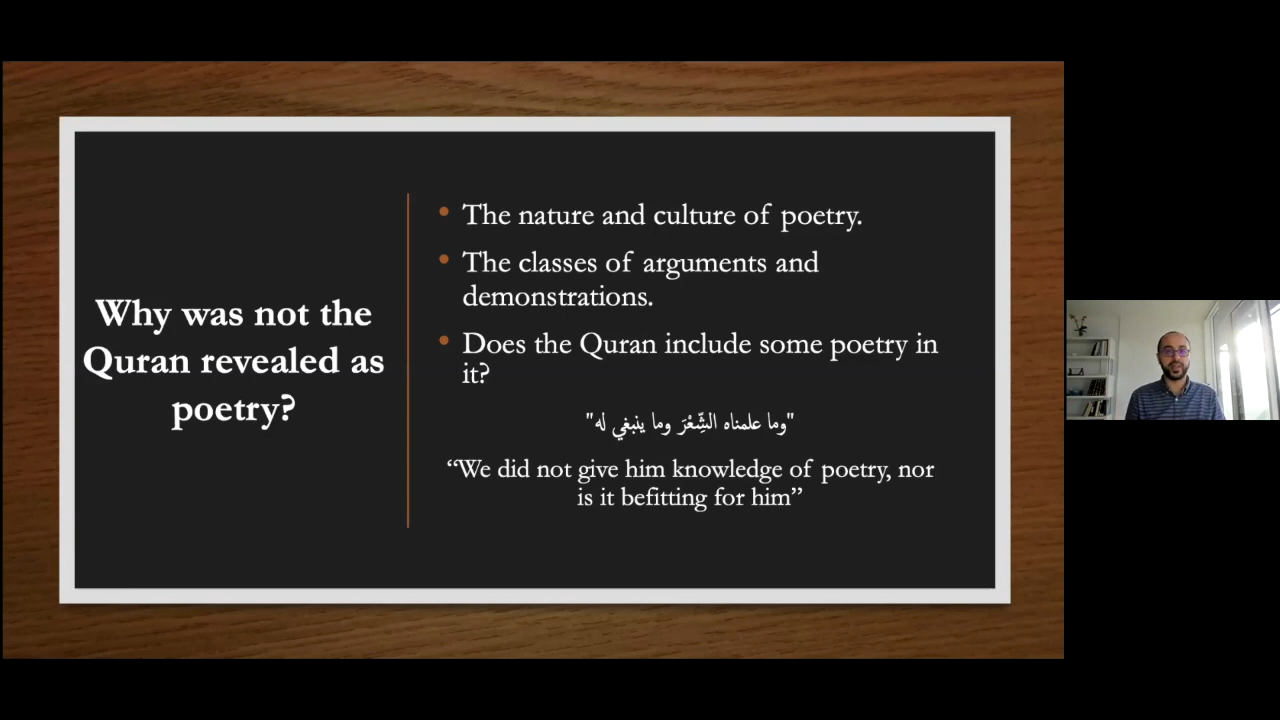 Why was not the
Quran revealed as
poetry?
• The nature and culture of poetry.
• The classes of arguments and
demonstrations.
• Does the Quran include some poetry in
it?
"وما علمناه الشِّعْرَ وما ينبغي له"
“We did not give him knowledge of poetry, nor
is it befitting for him”